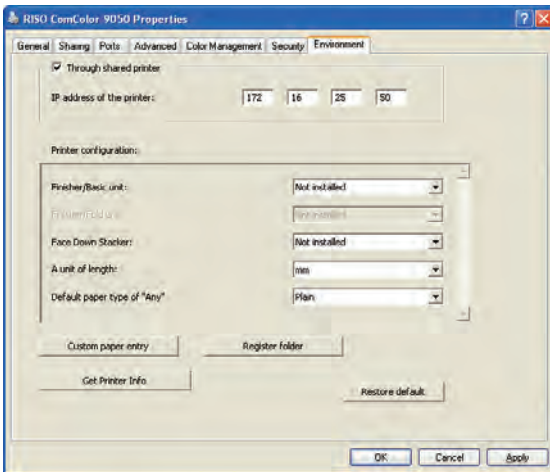 RISO ComColor 9050 Properties
General Sharing Ports Advanced Color Management Security Environment
Through shared printer
IP address of the printer: 172 16 25 50
Printer configuration:
Finisher/Basic unit: Not installed
Not installed
Face Down Stacker: Not installed
A unit of length: mm
Default paper type of "Any" Plain
Custom paper entry Register folder
Get Printer Info
Restore default
OK Cancel Apply